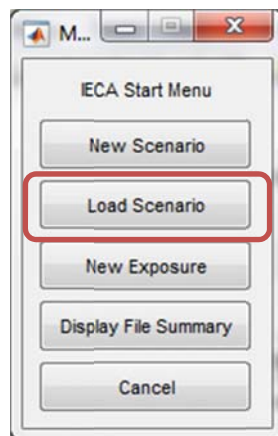 M...
IECA Start Menu
New Scenario
Load Scenario
New Exposure
Display File Summary
Cancel